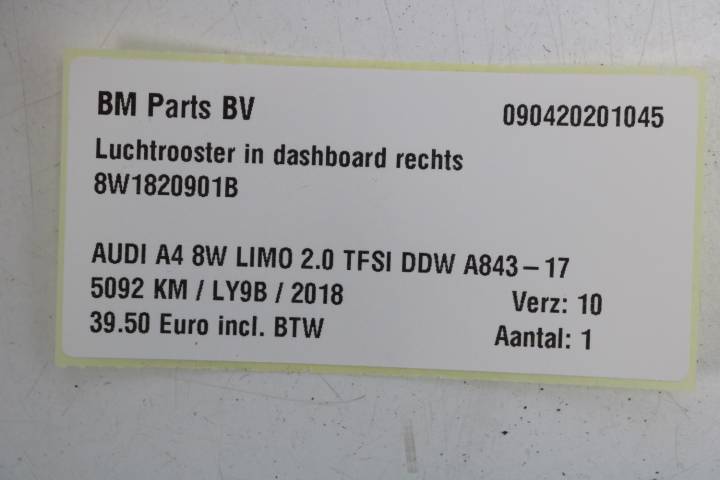 BM Parts BV 090420201045
Luchtrooster in dashboard rechts
8W1820901B
AUDI A4 8W LIMO 2.0 TFSI DDW A843-17
5092 KM / LY9B / 2018 Verz: 10
39.50 Euro incl. BTW Aantal: 1